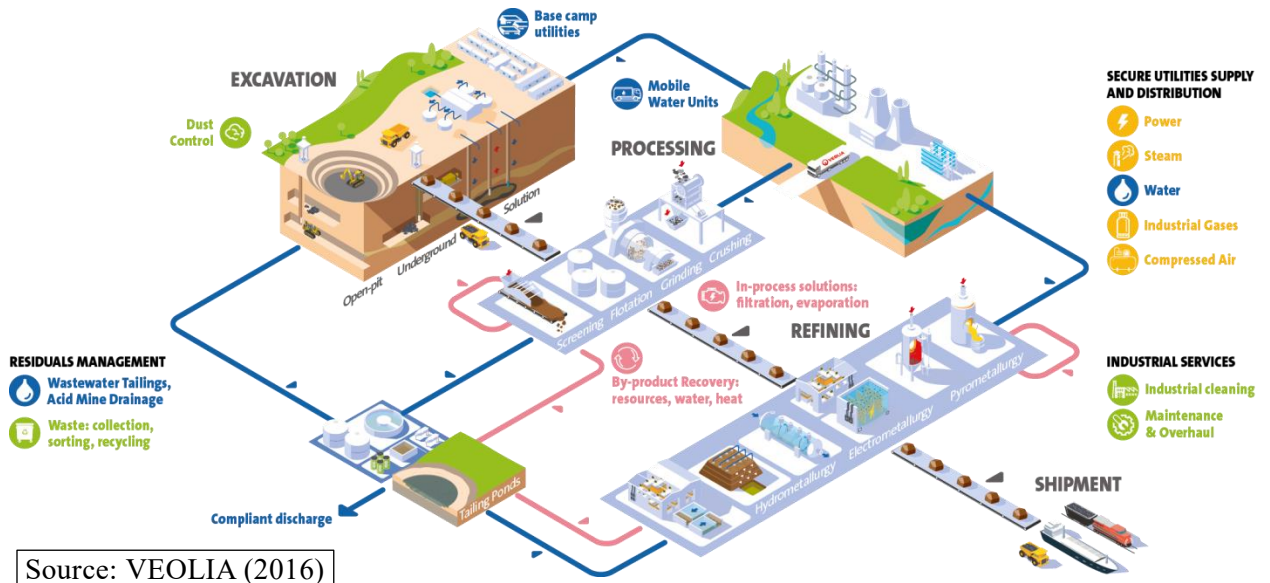 Base camp
utilities
EXCAVATION
Dust
Control
Mobile
Water Units
PROCESSING
VEOLIA
SECURE UTILITIES SUPPLY
AND DISTRIBUTION
Power
Steam
Water
Industrial Gases
Compressed Air
Open-pit
Underground
Solution
Screening
Flotation
Grinding
Crushing
In-process solutions:
filtration, evaporation
REFINING
By-product Recovery:
resources, water, heat
Hydrometallurgy
Electrometallurgy
Pyrometallurgy
RESIDUALS MANAGEMENT
Wastewater Tailings,
Acid Mine Drainage
Waste: collection,
sorting, recycling
INDUSTRIAL SERVICES
Industrial cleaning
Maintenance
& Overhaul
Tailing Ponds
Compliant discharge
SHIPMENT
Source: VEOLIA (2016)